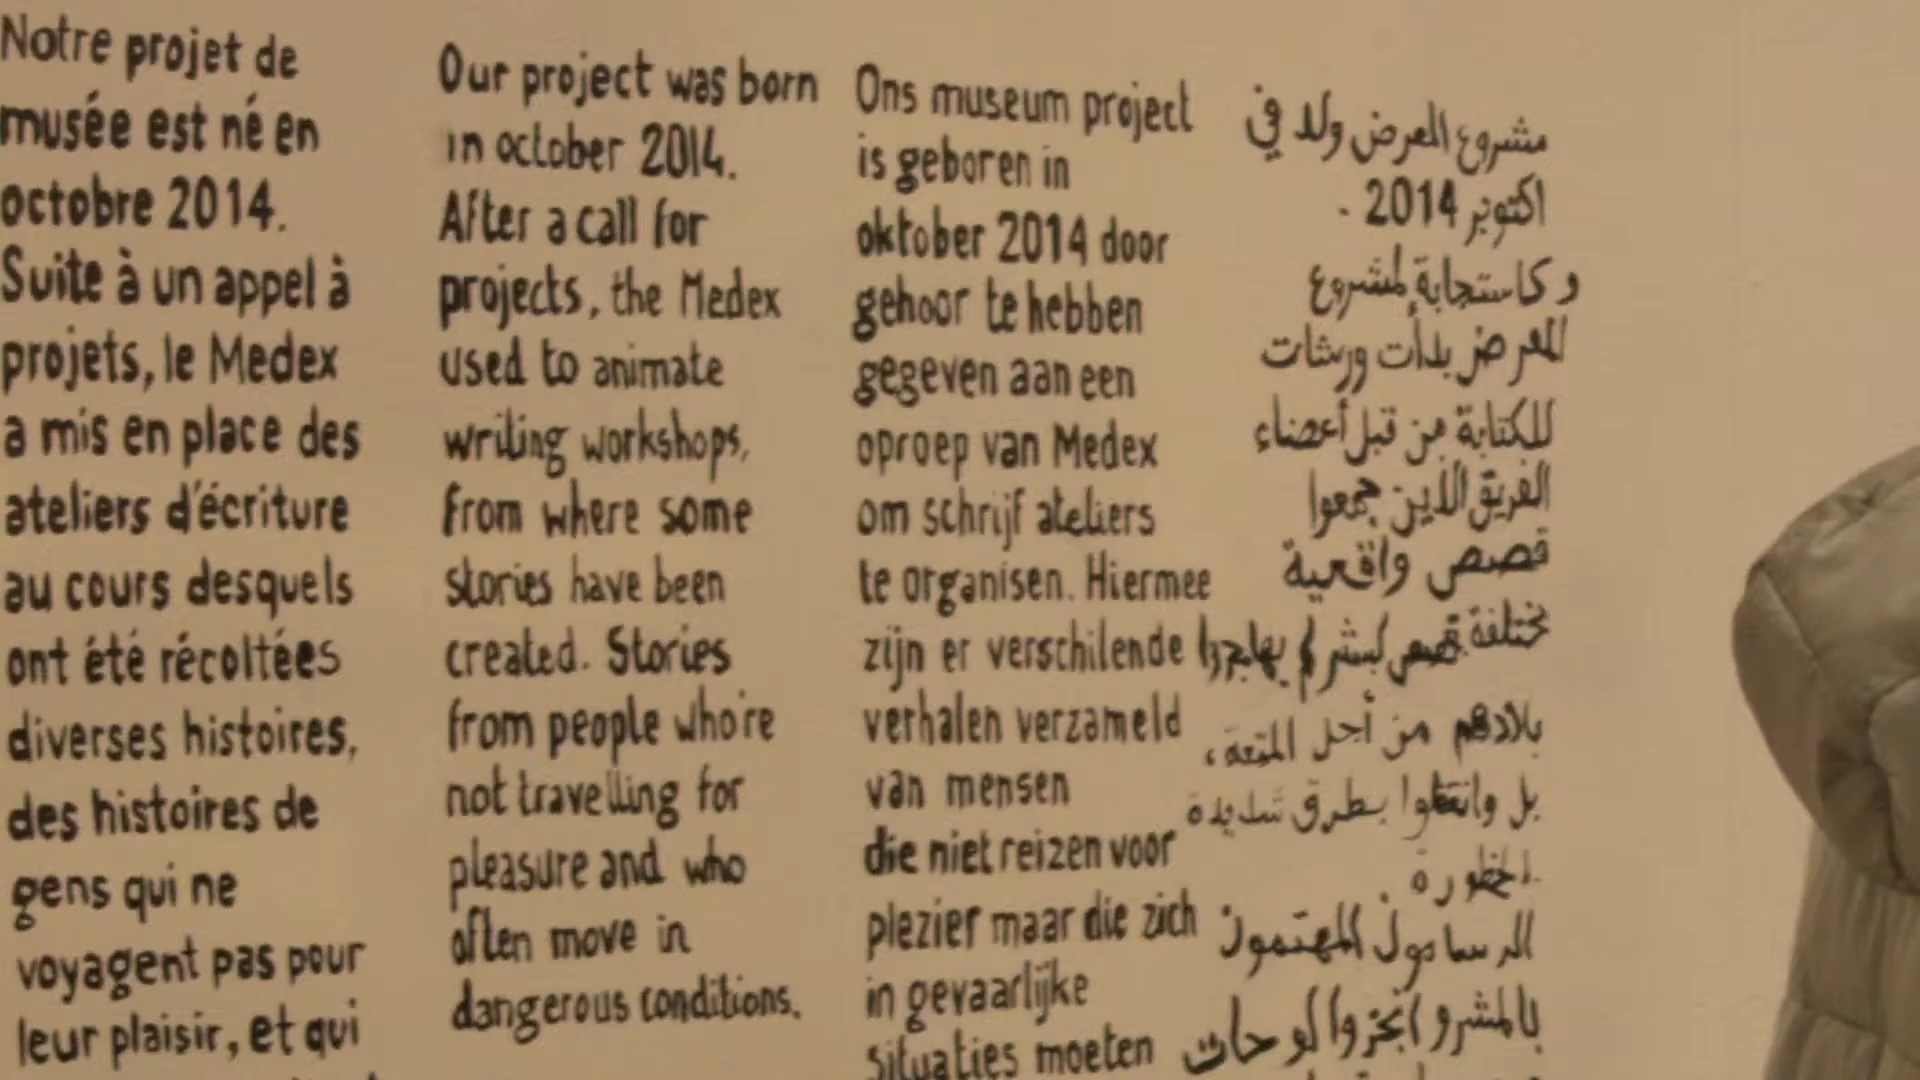 Notre projet de
musée est né en
octobre 2014.
Suite à un appel à
projets, le Medex
a mis en place des
ateliers d'écriture
au cours desquels
ont été récoltées
diverses histoires,
des histoires de
gens qui ne
voyagent pas pour
leur plaisir, et qui
Our project was born
in october 2014.
After a call for
projects, the Medex
used to animate
writing workshops,
from where some
stories have been
created. Stories
from people who're
not travelling for
pleasure and who
often move in
dangerous conditions.
Ons museum project
is geboren in
oktober 2014 door
gehoor te hebben
gegeven aan een
oproep van Medex
om schrijf ateliers
te organisen. Hiermee
zijn er verschilende
verhalen verzameld
van mensen
die niet reizen voor
plezier maar die zich
in gevaarlijke
situaties moeten
مشروع المعرض ولد في
اكتوبر 2014 .
و كاستجابة لمشروع
المعرض بدأت ورشات
للكتابة من قبل أعضاء
الفريق الذين جمعوا
قصص واقعية
مختلفة قصص لبشر لم يهاجروا
بلادهم من أجل المتعة،
بل وانتقلوا بطرق شديدة
الخطورة .
الرسامون المهتمون
بالمشروع انجزوا لوحات